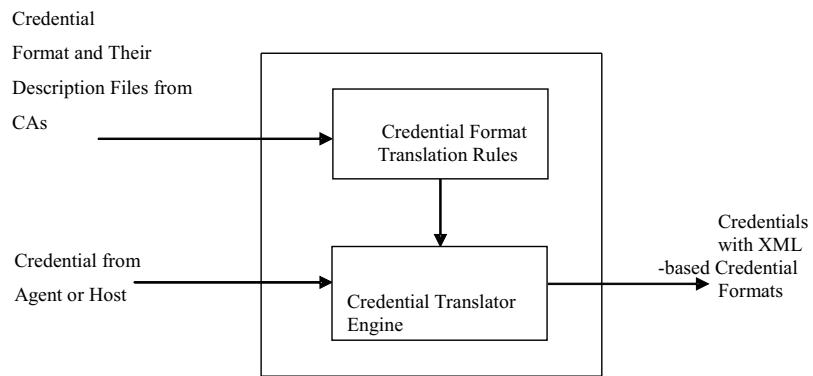 Credential
Format and Their
Description Files from
CAs
Credential Format
Translation Rules
Credential from
Agent or Host
Credential Translator
Engine
Credentials
with XML
-based Credential
Formats